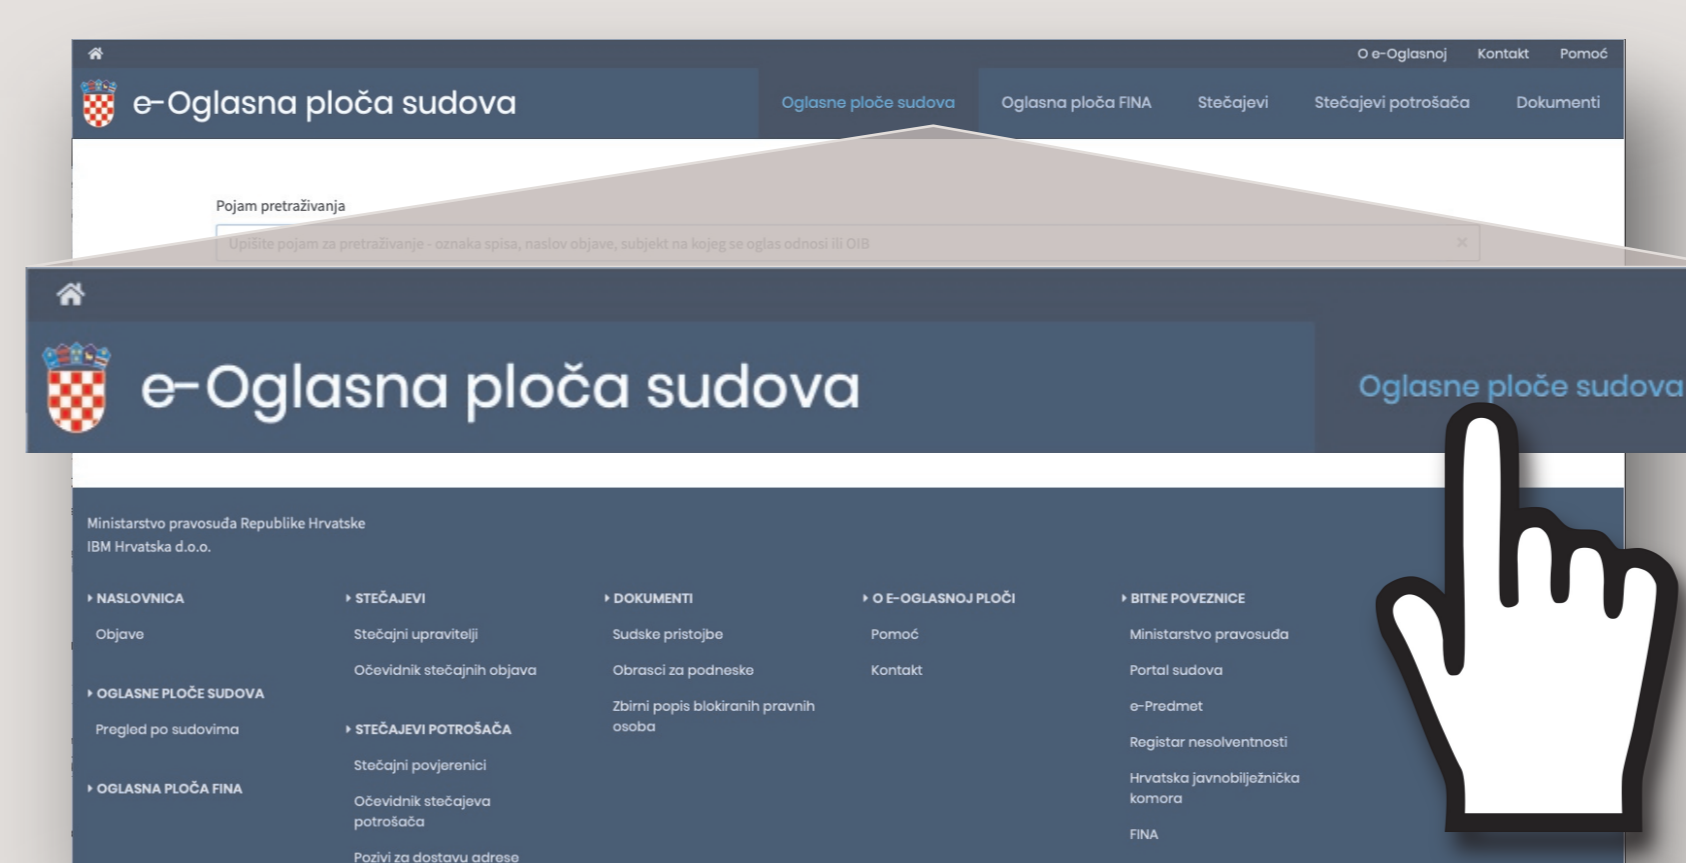 O e-Oglasnoj Kontakt Pomoć
e-Oglasna ploča sudova
Oglasne ploče sudova Oglasna ploča FINA Stečajevi Stečajevi potrošača Dokumenti
Pojam pretraživanja
Upišite pojam za pretraživanje - oznaka spisa, naslov objave, subjekt na kojeg se oglas odnosi ili OIB
e-Oglasna ploča sudova
Oglasne ploče sudova
Ministarstvo pravosuđa Republike Hrvatske
IBM Hrvatska d.o.o.
NASLOVNICA
Objave
OGLASNE PLOČE SUDOVA
Pregled po sudovima
OGLASNA PLOČA FINA
STEČAJEVI
Stečajni upravitelji
Očevidnik stečajnih objava
STEČAJEVI POTROŠAČA
Stečajni povjerenici
Očevidnik stečajeva
potrošača
Pozivi za dostavu adrese
DOKUMENTI
Sudske pristojbe
Obrasci za podneske
Zbirni popis blokiranih pravnih
osoba
O E-OGLASNOJ PLOČI
Pomoć
Kontakt
BITNE POVEZNICE
Ministarstvo pravosuđa
Portal sudova
e-Predmet
Registar nesolventnosti
Hrvatska javnobilježnička
komora
FINA